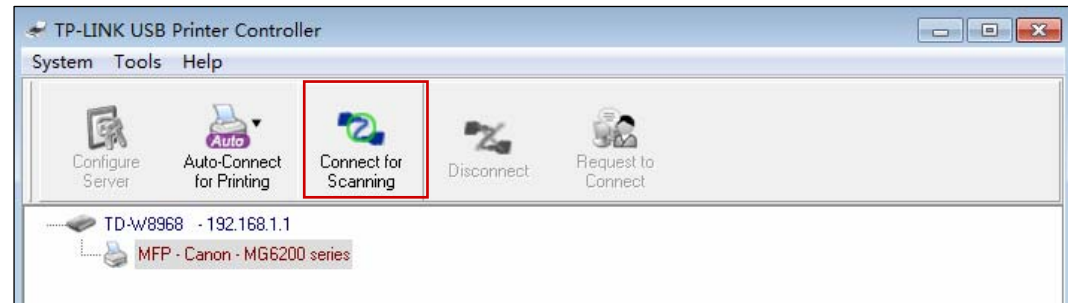 TP-LINK USB Printer Controller
System Tools Help
Auto
Configure Server
Auto-Connect for Printing
Connect for Scanning
Disconnect
Request to Connect
TD-W8968 - 192.168.1.1
MFP - Canon - MG6200 series